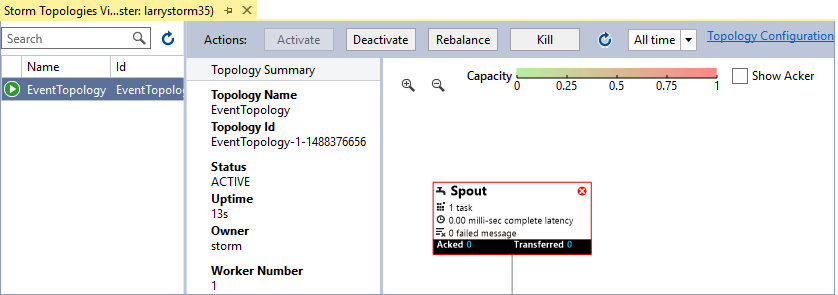 Storm Topologies Vi...ster: larrystorm35)
Search
Actions: Activate Deactivate Rebalance Kill All time Topology Configuration
Name Id
EventTopology EventTopolo
Topology Summary
Topology Name
EventTopology
Topology Id
EventTopology-1-1488376656
Status
ACTIVE
Uptime
13s
Owner
storm
Worker Number
1
Capacity
0 0.25 0.5 0.75 1
Show Acker
Spout
1 task
0.00 milli-sec complete latency
0 failed message
Acked 0 Transferred 0